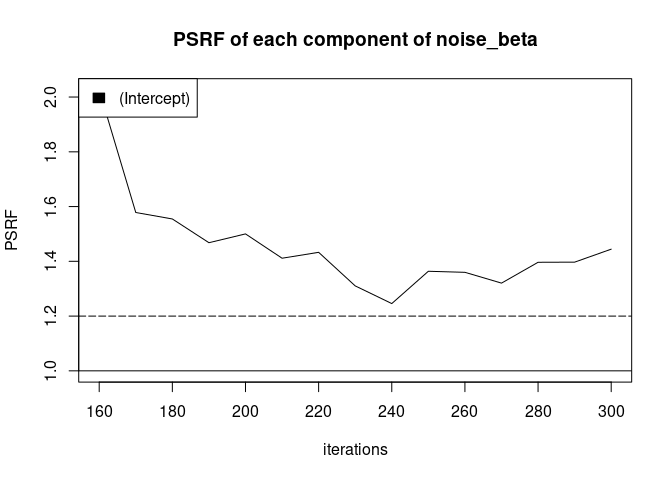 PSRF of each component of noise_beta
(Intercept)
PSRF
2.0
1.8
1.6
1.4
1.2
1.0
160 180 200 220 240 260 280 300
iterations